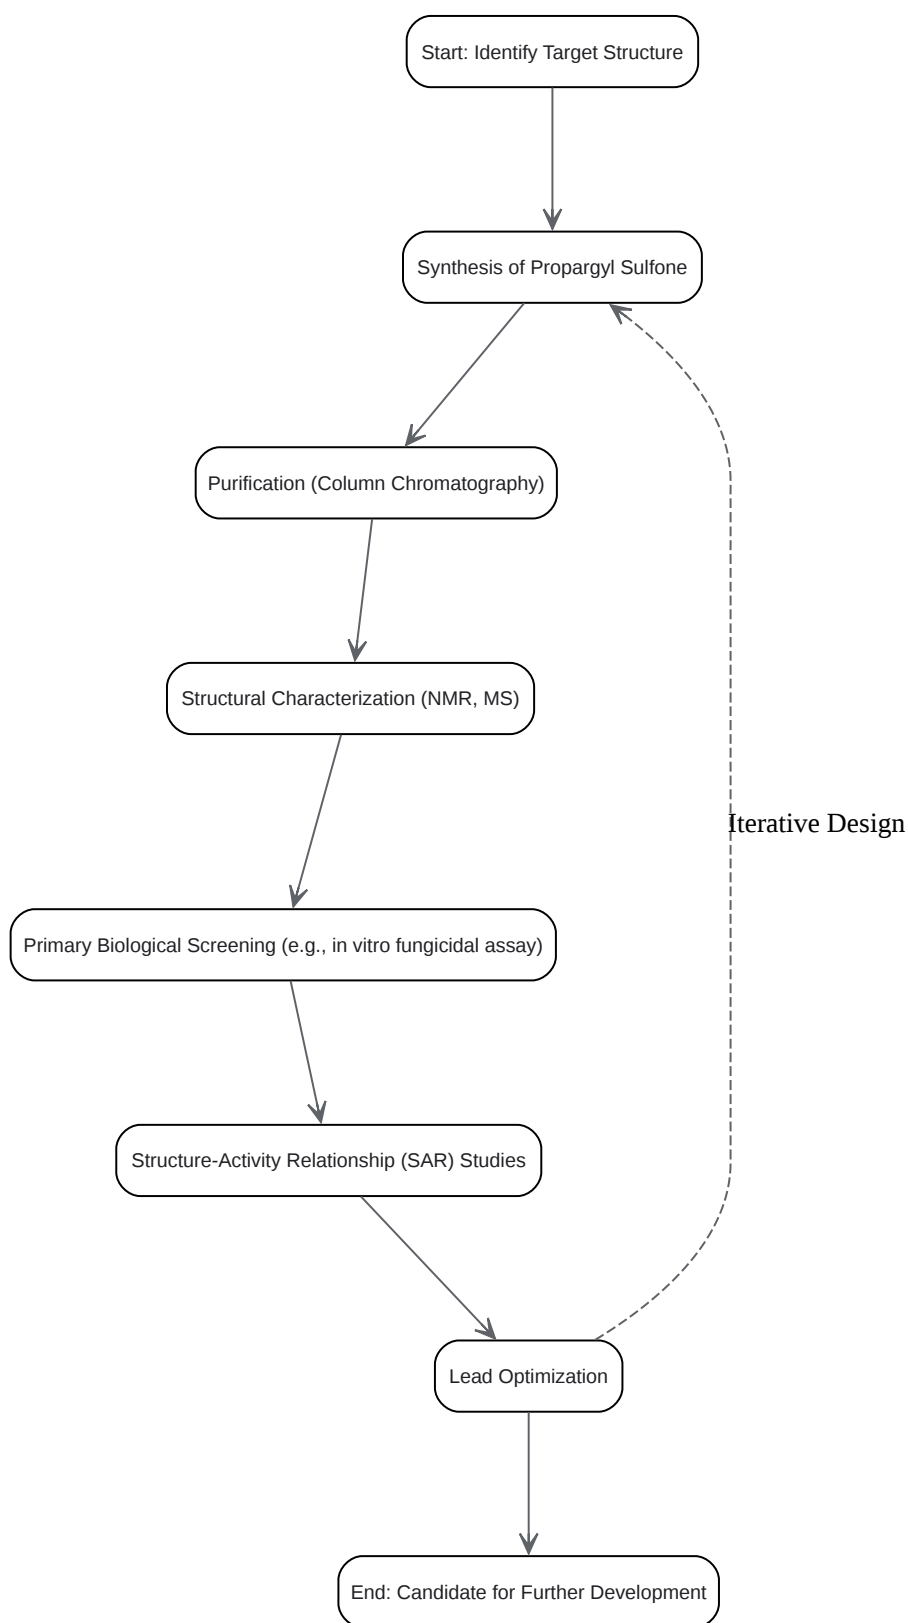 Start: Identify Target Structure
Synthesis of Propargyl Sulfone
Purification (Column Chromatography)
Structural Characterization (NMR, MS)
Iterative Design
Primary Biological Screening (e.g., in vitro fungicidal assay)
Structure-Activity Relationship (SAR) Studies
Lead Optimization
End: Candidate for Further Development